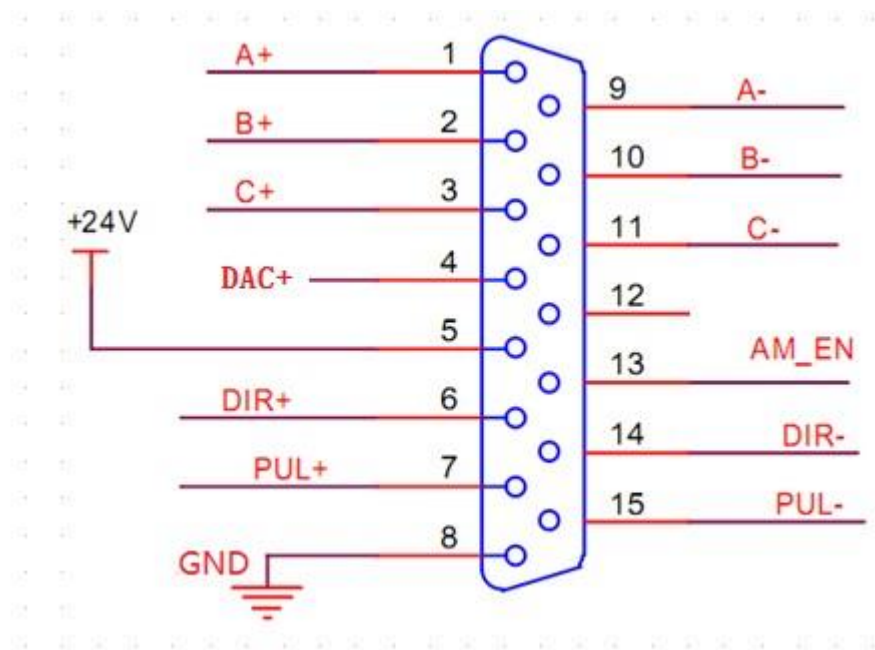 A+ 1
9 A-
B+ 2
10 B-
C+ 3
+24V
11 C-
DAC+ 4
12
5
AM_EN
13
DIR+ 6
14 DIR-
PUL+ 7
15 PUL-
8
GND